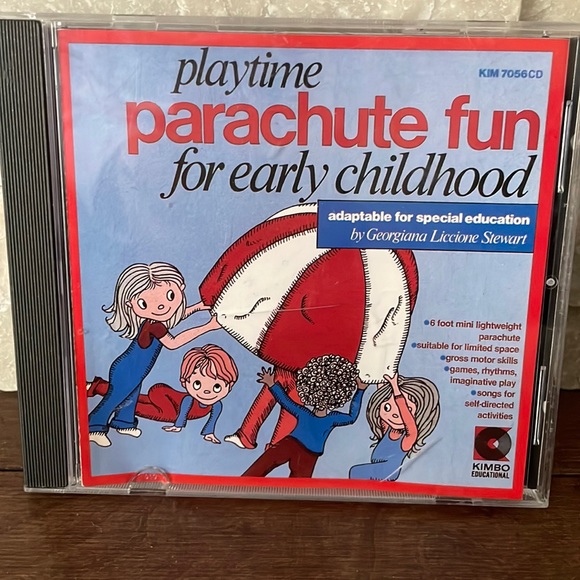 playtime
KIM 7056CD
parachute fun
for early childhood
adaptable for special education
by Georgiana Liccione Stewart
•6 foot mini lightweight
parachute
•suitable for limited space
•gross motor skills
•games, rhythms,
imaginative play
•songs for
self-directed
activities
KIMBO
EDUCATIONAL